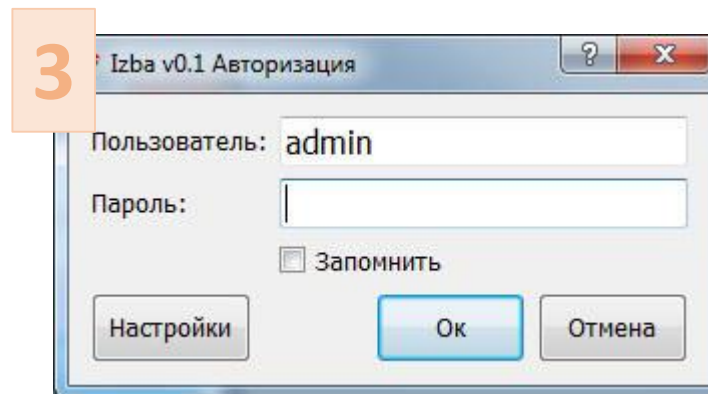 3
Izba v0.1 Авторизация
Пользователь: admin
Пароль:
Запомнить
Настройки Ок Отмена